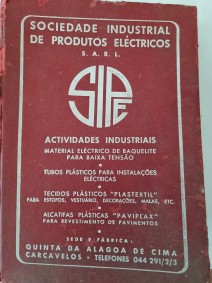 SOCIEDADE INDUSTRIAL
DE PRODUTOS ELÉCTRICOS
S. A. R. L.
SIPE
ACTIVIDADES INDUSTRIAIS
MATERIAL ELÉCTRICO DE BAQUELITE
PARA BAIXA TENSÃO
TUBOS PLÁSTICOS PARA INSTALAÇÕES
ELÉCTRICAS
TECIDOS PLÁSTICOS "PLASTEXTIL"
PARA ESTOFOS, VESTUÁRIO, DECORAÇÕES, MALAS, ETC.
ALCATIFAS PLÁSTICAS "PAVIPLAX"
PARA REVESTIMENTO DE PAVIMENTOS
SEDE E FÁBRICA:
QUINTA DA ALAGOA DE CIMA
CARCAVELOS • TELEFONES 044 291/2/3